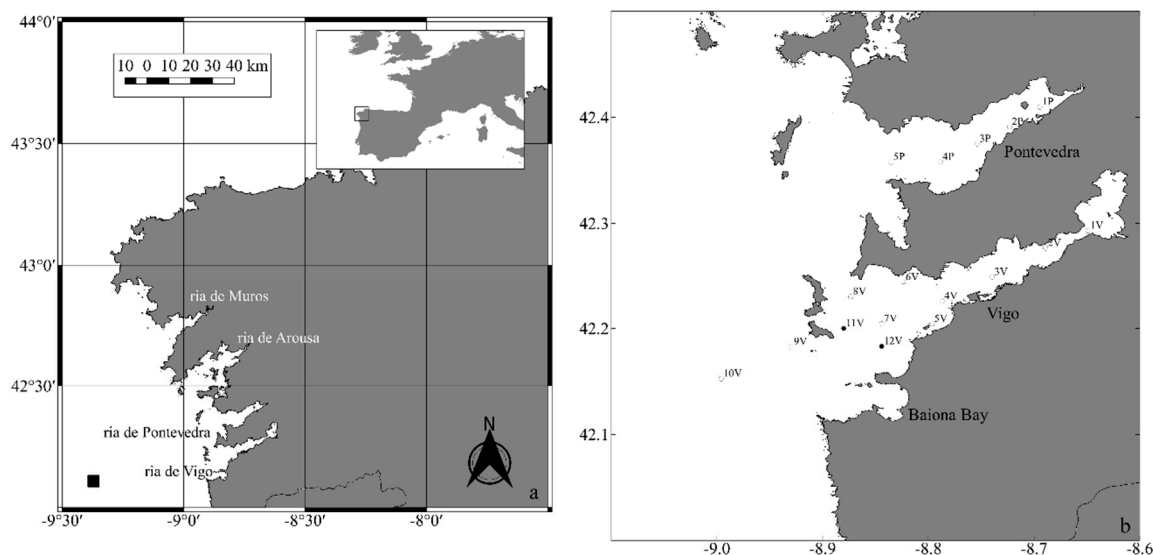 44°0'
43°30'
43°0'
42°30'
-9°30'
-9°0'
-8°30'
-8°0'
10 0 10 20 30 40 km
ria de Muros
ria de Arousa
ria de Pontevedra
ria de Vigo
N
a
42.4
42.3
42.2
42.1
-9.0
-8.9
-8.8
-8.7
-8.6
1P
2P
3P
4P
5P
Pontevedra
1V
3V
4V
5V
6V
7V
8V
9V
10V
11V
12V
Vigo
Baiona Bay
b